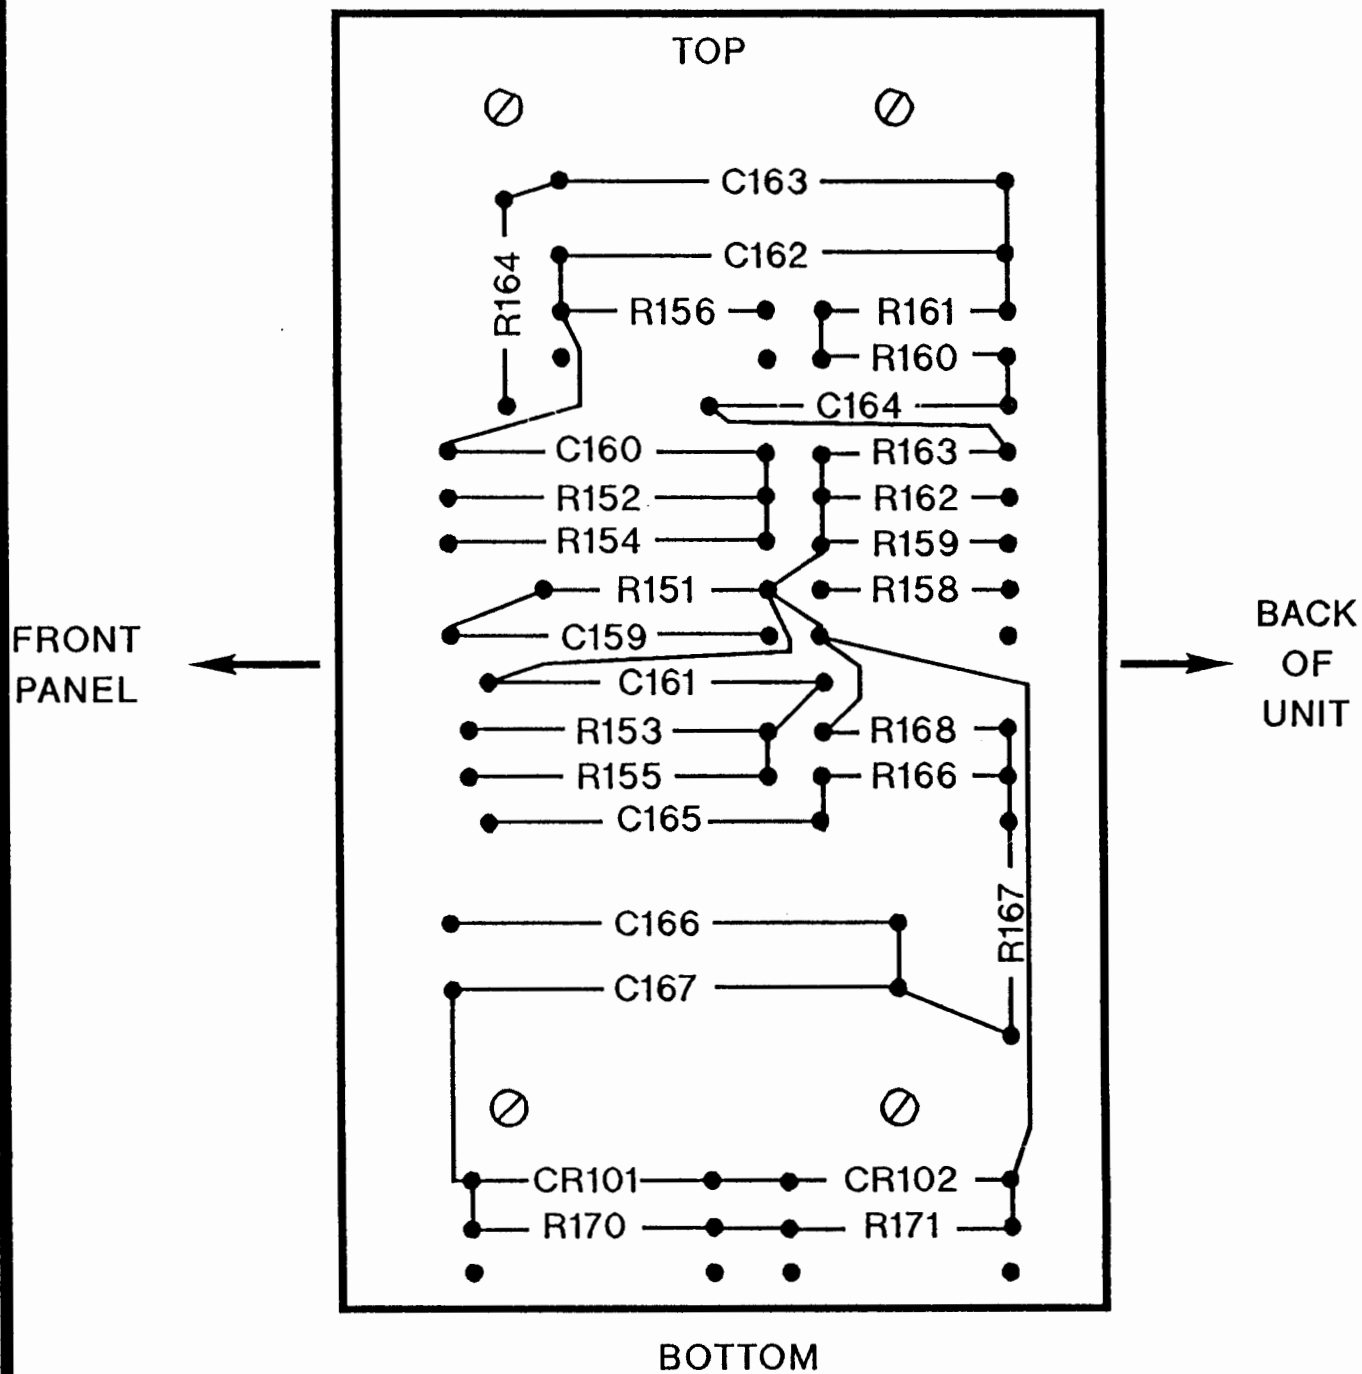 TOP
C163
R164
C162
R156 R161
R160
C164
C160 R163
R152 R162
R154 R159
R151 R158
FRONT
PANEL
C159
BACK
OF
UNIT
C161
R153 R168
R155 R166
C165
R167
C166
C167
CR101 CR102
R170 R171
BOTTOM